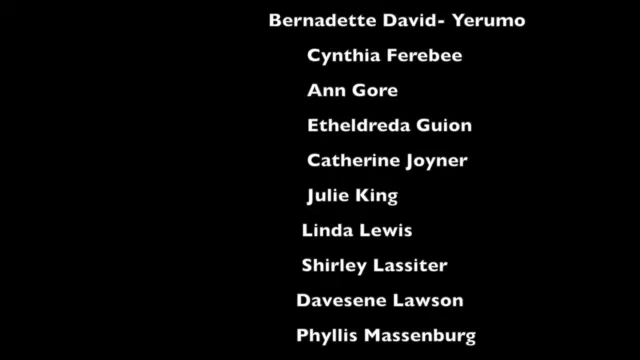 Bernadette David- Yerumo
Cynthia Ferebee
Ann Gore
Etheldreda Guion
Catherine Joyner
Julie King
Linda Lewis
Shirley Lassiter
Davesene Lawson
Phyllis Massenburg